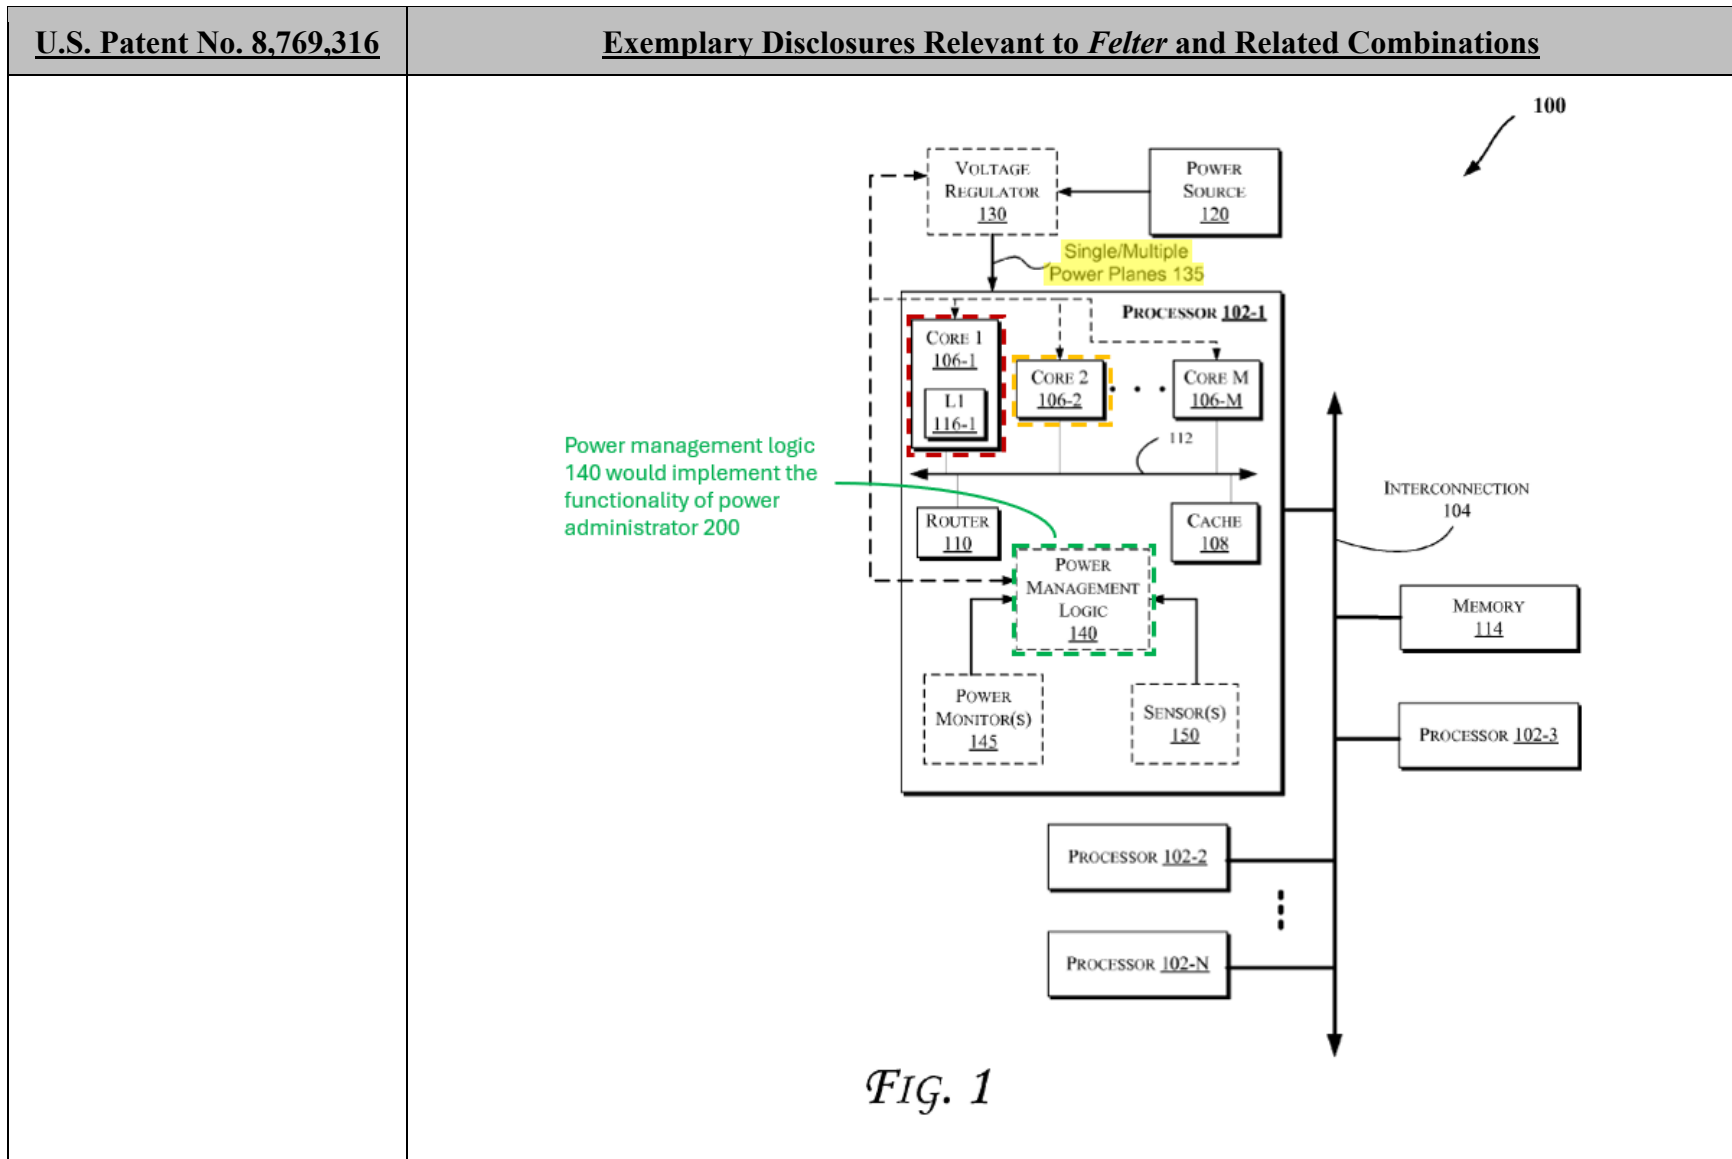 U.S. Patent No. 8,769,316
Exemplary Disclosures Relevant to Felter and Related Combinations
100
VOLTAGE
REGULATOR
130
POWER
SOURCE
120
Single/Multiple
Power Planes 135
PROCESSOR 102-1
CORE 1
106-1
L1
116-1
CORE 2
106-2
• • •
CORE M
106-M
112
Power management logic
140 would implement the
functionality of power
administrator 200
INTERCONNECTION
104
ROUTER
110
CACHE
108
POWER
MANAGEMENT
LOGIC
140
MEMORY
114
POWER
MONITOR(S)
145
SENSOR(S)
150
PROCESSOR 102-3
PROCESSOR 102-2
PROCESSOR 102-N
FIG. 1